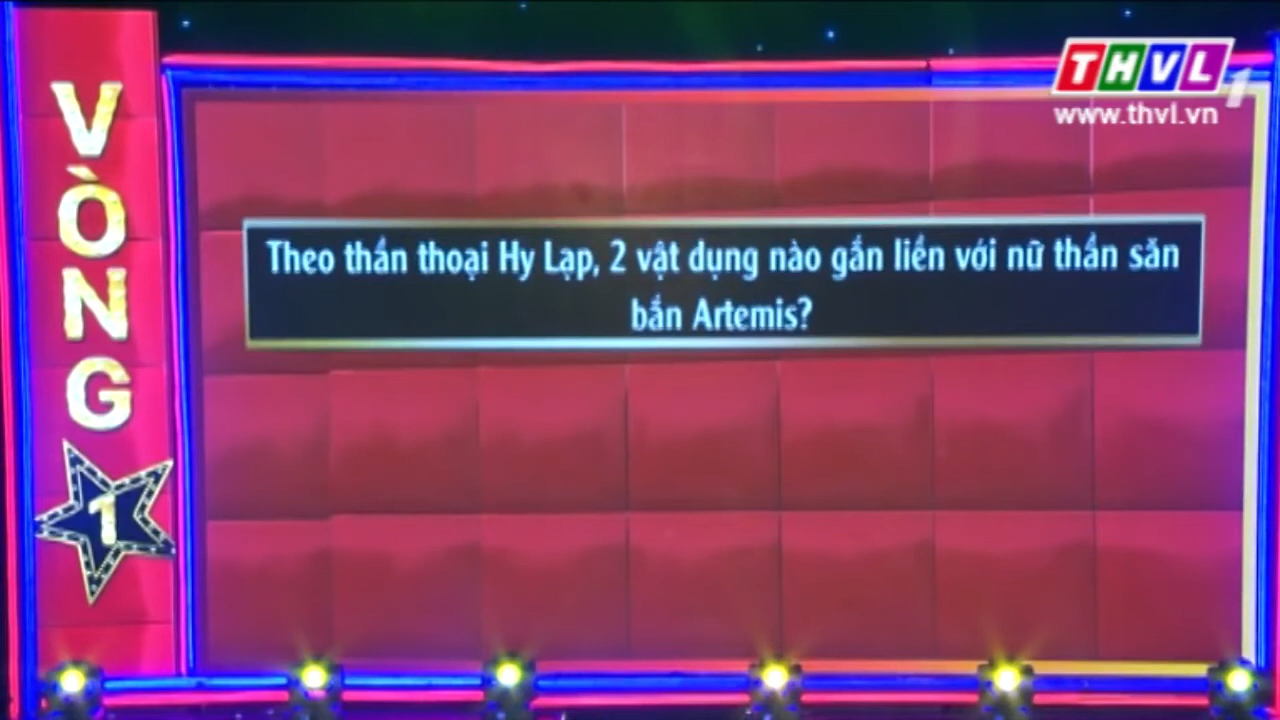 THVL1
www.thvl.vn
VÒNG
1
Theo thần thoại Hy Lạp, 2 vật dụng nào gắn liền với nữ thần săn
bắn Artemis?